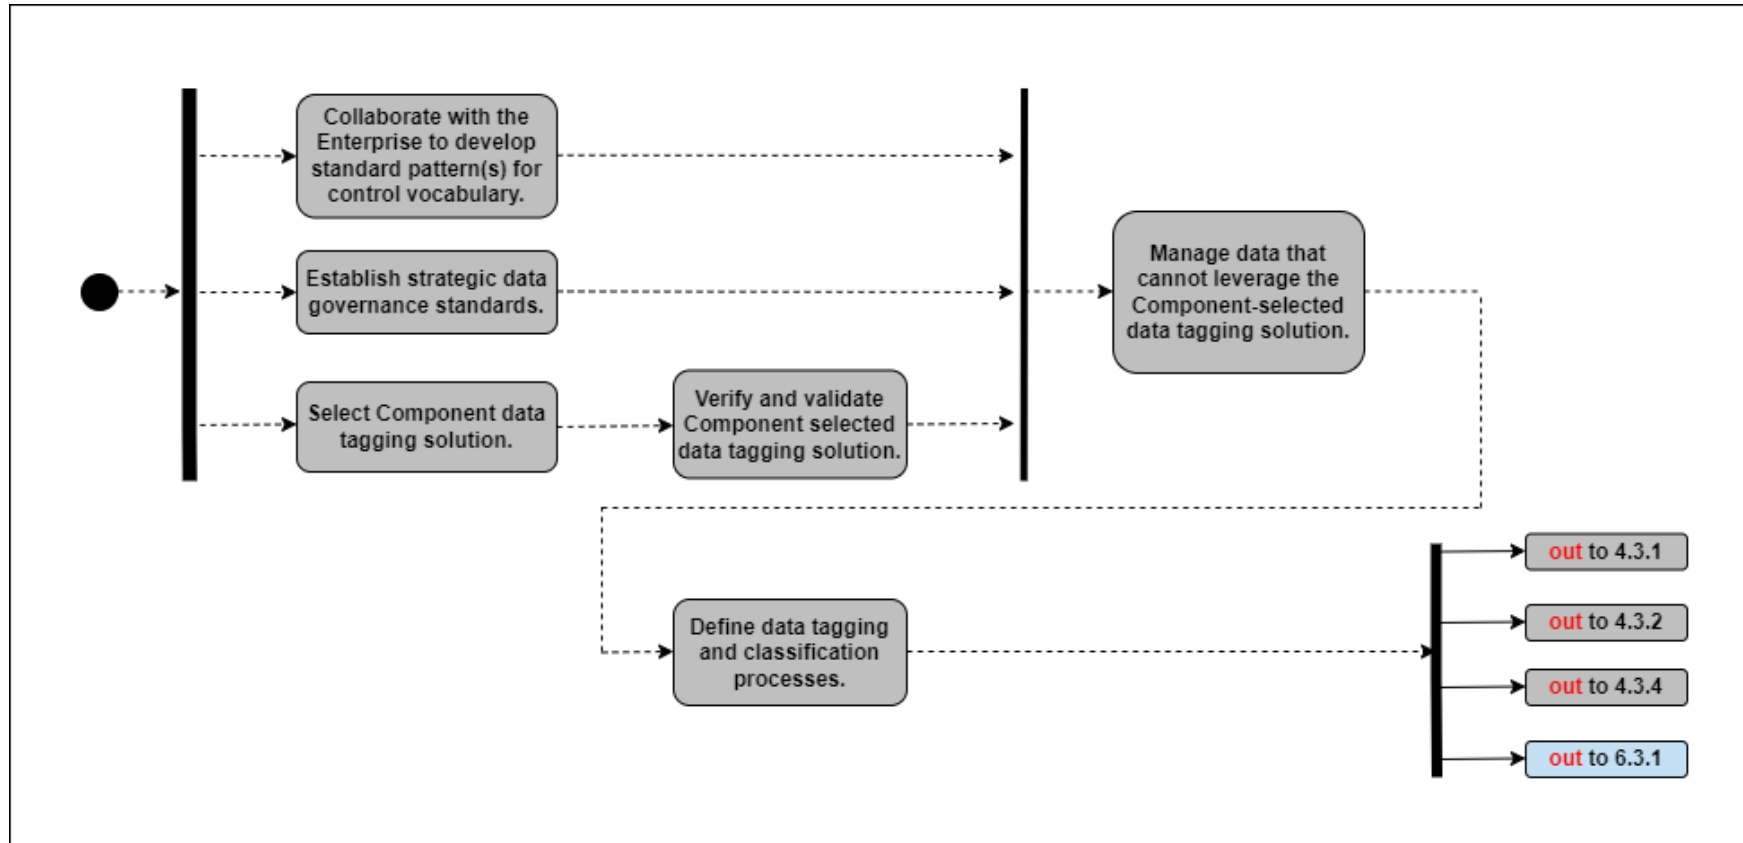 Collaborate with the
Enterprise to develop
standard pattern(s) for
control vocabulary.
Establish strategic data
governance standards.
Select Component data
tagging solution.
Verify and validate
Component selected
data tagging solution.
Manage data that
cannot leverage the
Component-selected
data tagging solution.
Define data tagging
and classification
processes.
out to 4.3.1
out to 4.3.2
out to 4.3.4
out to 6.3.1